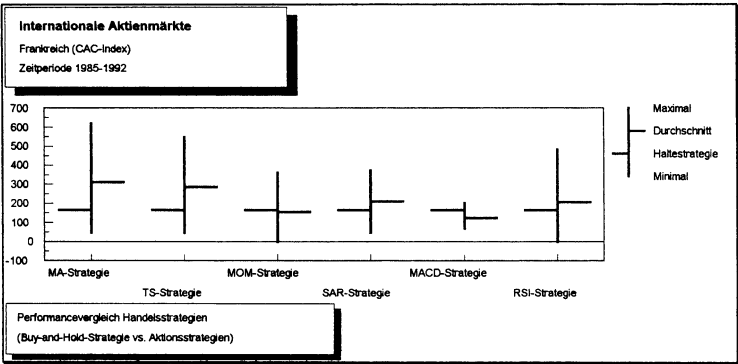 Internationale Aktienmärkte
Frankreich (CAC-Index)
Zeitperiode 1985-1992
700
600
500
400
300
200
100
0
-100
Maximal
Durchschnitt
Haltestrategie
Minimal
MA-Strategie
TS-Strategie
MOM-Strategie
SAR-Strategie
MACD-Strategie
RSI-Strategie
Performancevergleich Handelsstrategien
(Buy-and-Hold-Strategie vs. Aktionsstrategien)